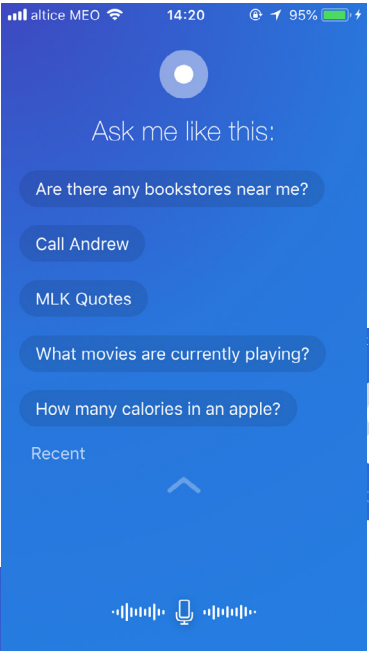 altice MEO 14:20 95%
Ask me like this:
Are there any bookstores near me?
Call Andrew
MLK Quotes
What movies are currently playing?
How many calories in an apple?
Recent